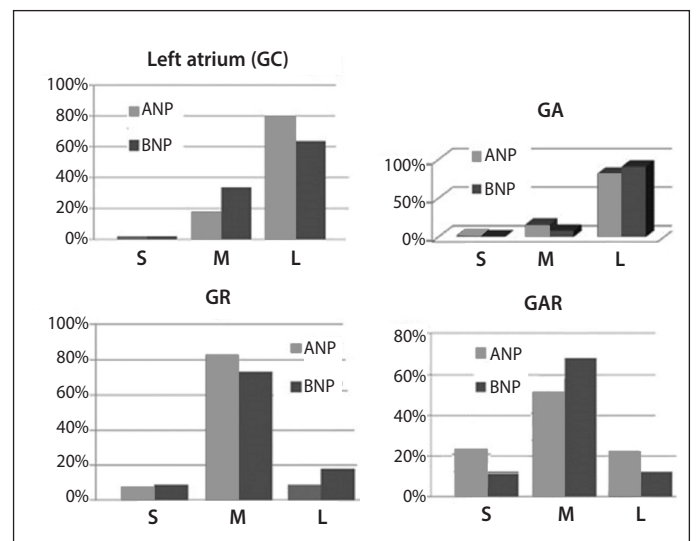 Left atrium (GC)
100%
80%
60%
40%
20%
0%
ANP
BNP
S M L
GA
100%
50%
0%
ANP
BNP
S M L
GR
100%
80%
60%
40%
20%
0%
ANP
BNP
S M L
GAR
80%
60%
40%
20%
0%
ANP
BNP
S M L